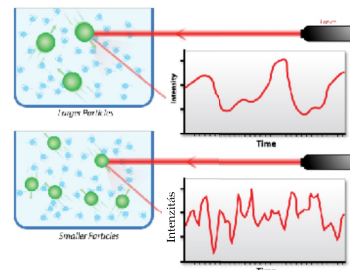 Laser
Intensity
Time
Larger Particles
Intenzitás
Time
Smaller Particles